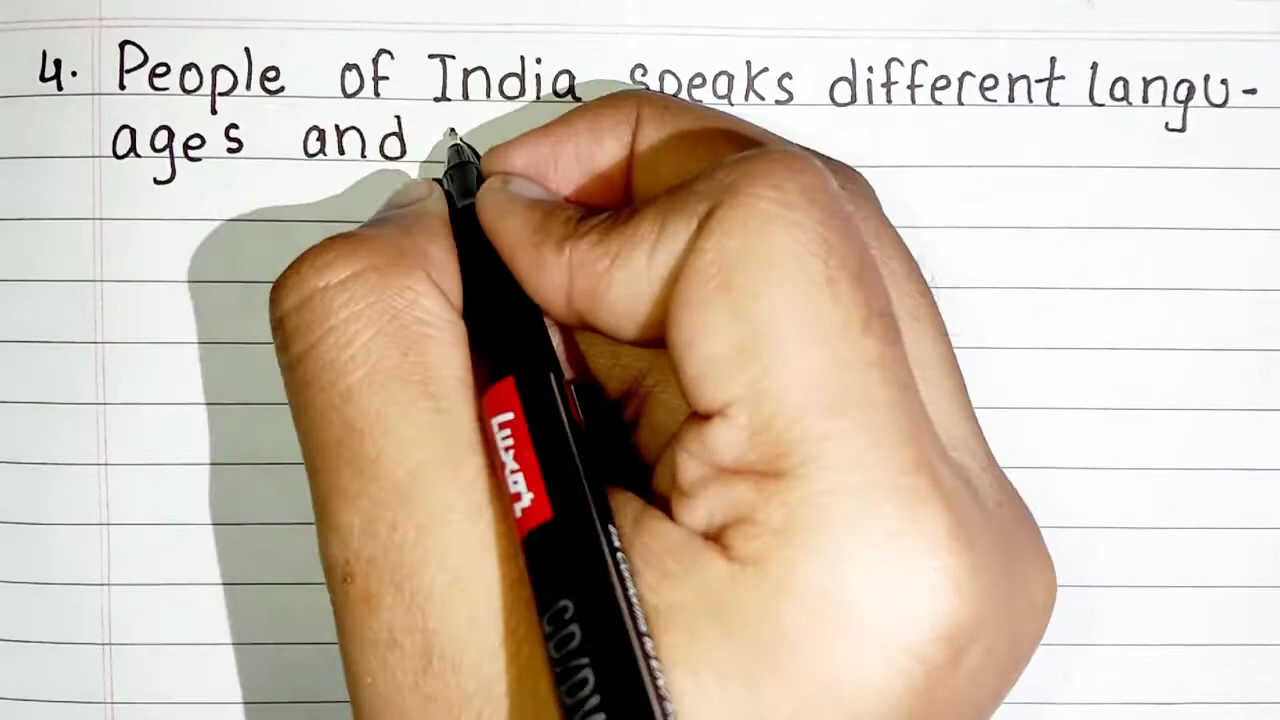 4. People of India speaks different langu-
ages and
Luxor